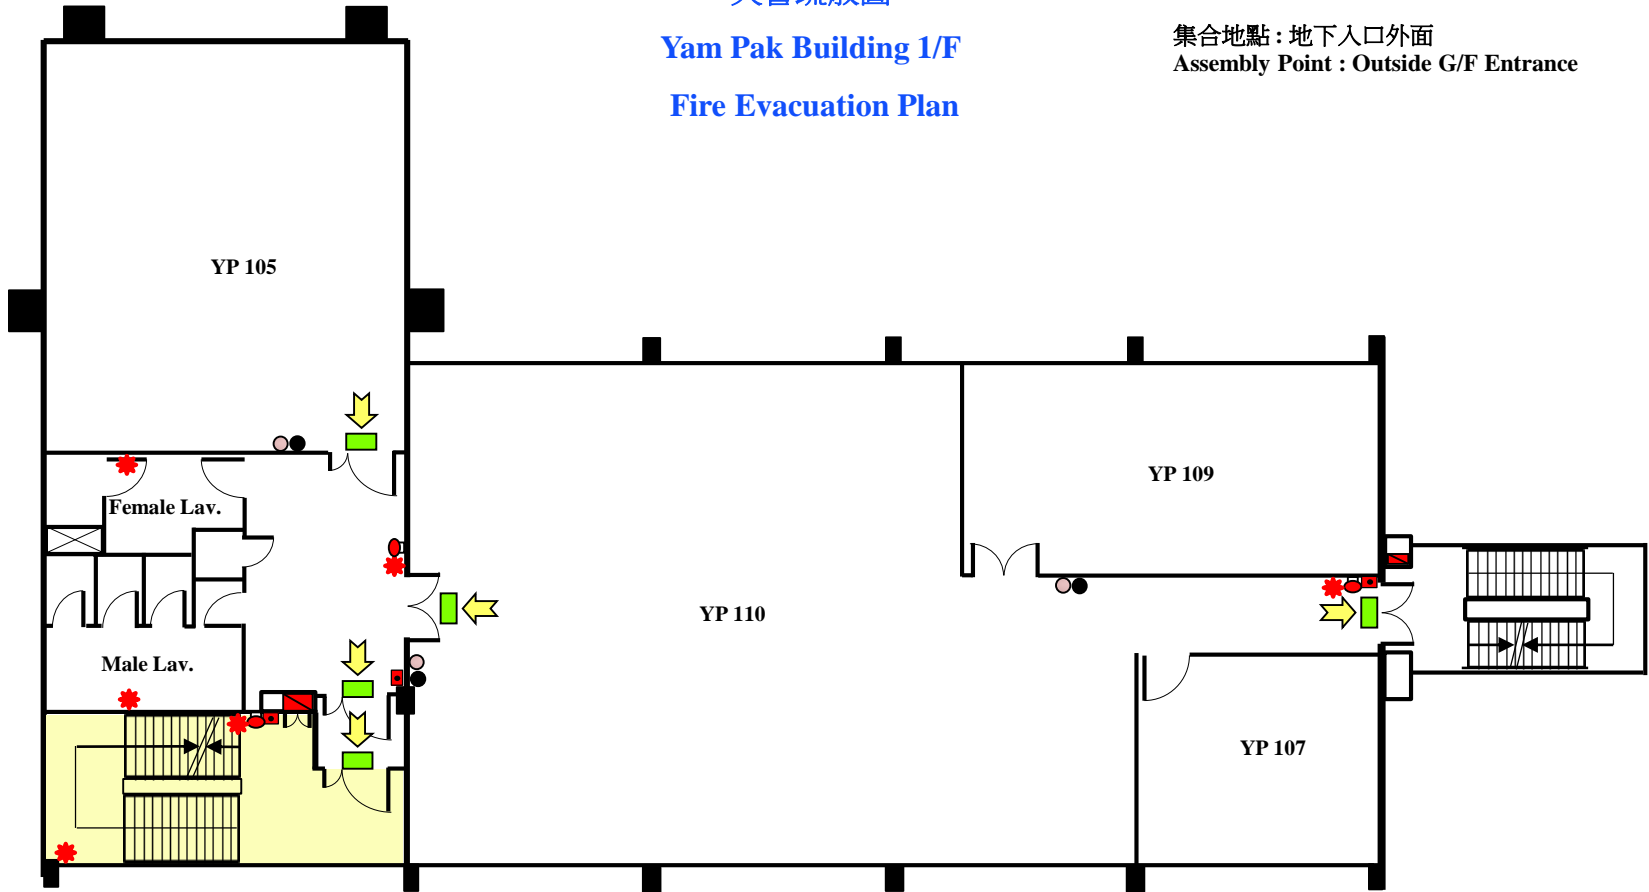 Yam Pak Building 1/F
Fire Evacuation Plan
集合地點 : 地下入口外面
Assembly Point : Outside G/F Entrance
YP 105
YP 109
Female Lav.
YP 110
Male Lav.
YP 107